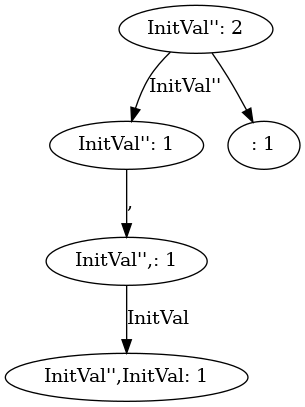 InitVal'': 2
InitVal''
InitVal'': 1
: 1
,
InitVal'',: 1
InitVal
InitVal'',InitVal: 1